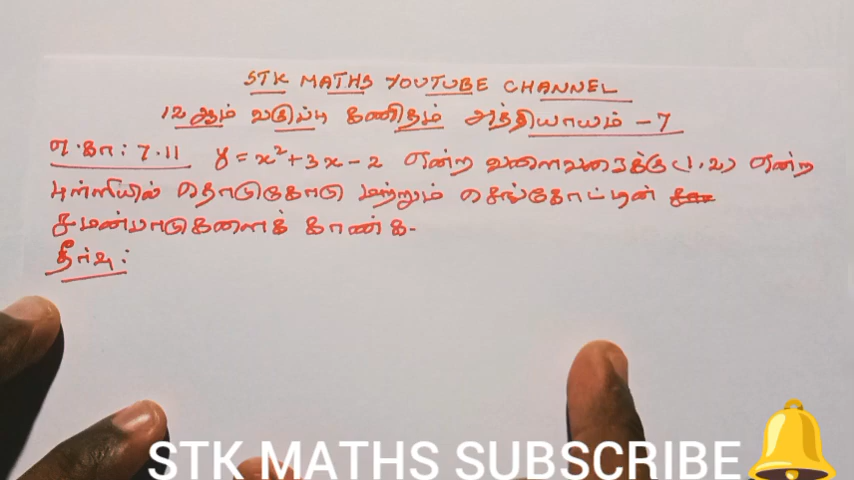 STK MATHS YOUTUBE CHANNEL
12 ஆம் வகுப்பு கணிதம் அத்தியாயம் - 7
எ.கா : 7.11 y = x² + 3x - 2 என்ற வளைவரைக்கு (1, 2) என்ற
புள்ளியில் தொடுகோடு மற்றும் செங்கோட்டின்
சமன்பாடுகளைக் காண்க.
தீர்வு :
STK MATHS SUBSCRIBE